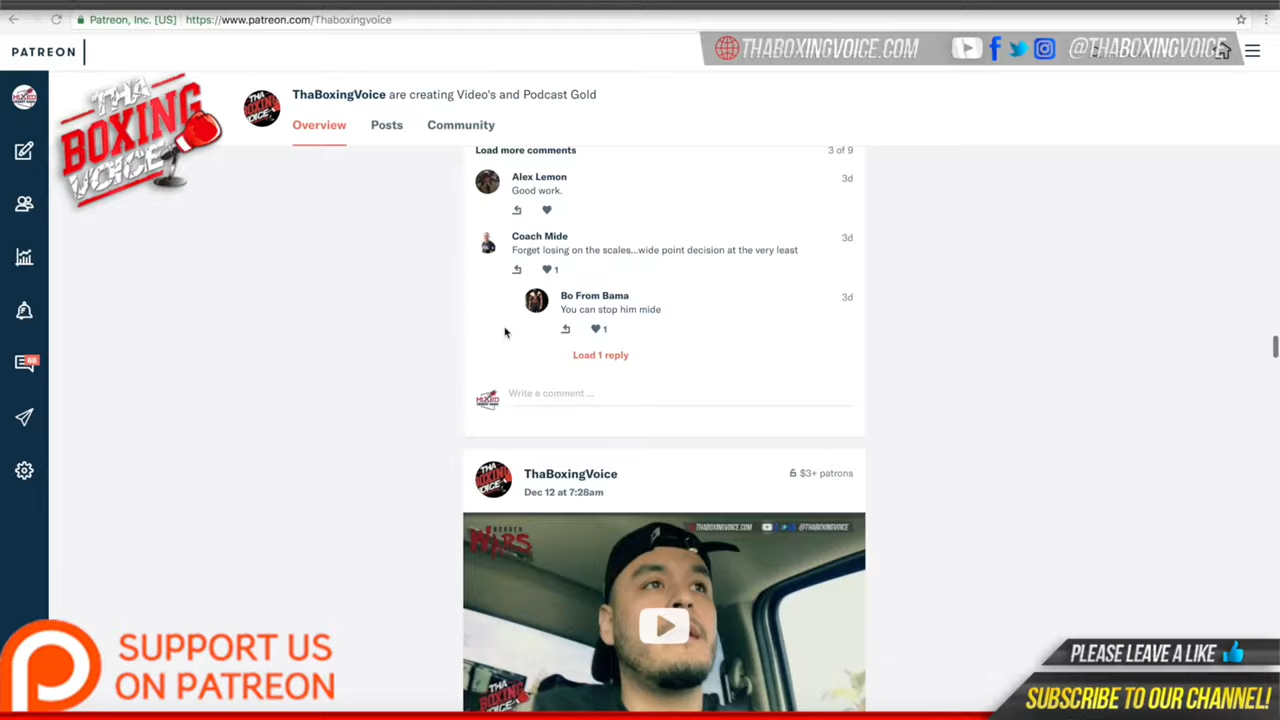 Patreon, Inc. [US] https://www.patreon.com/Thaboxingvoice
PATREON
THABOXINGVOICE.COM
@THABOXINGVOICE
THA BOXING VOICE
ThaBoxingVoice are creating Video's and Podcast Gold
Overview Posts Community
Load more comments 3 of 9
Alex Lemon 3d
Good work.
Coach Mide 3d
Forget losing on the scales...wide point decision at the very least
1
Bo From Bama 3d
You can stop him mide
1
Load 1 reply
Write a comment ...
ThaBoxingVoice $3+ patrons
Dec 12 at 7:28am
WARS
THABOXINGVOICE.COM @THABOXINGVOICE
THA BOXING VOICE
SUPPORT US
ON PATREON
PLEASE LEAVE A LIKE
SUBSCRIBE TO OUR CHANNEL!